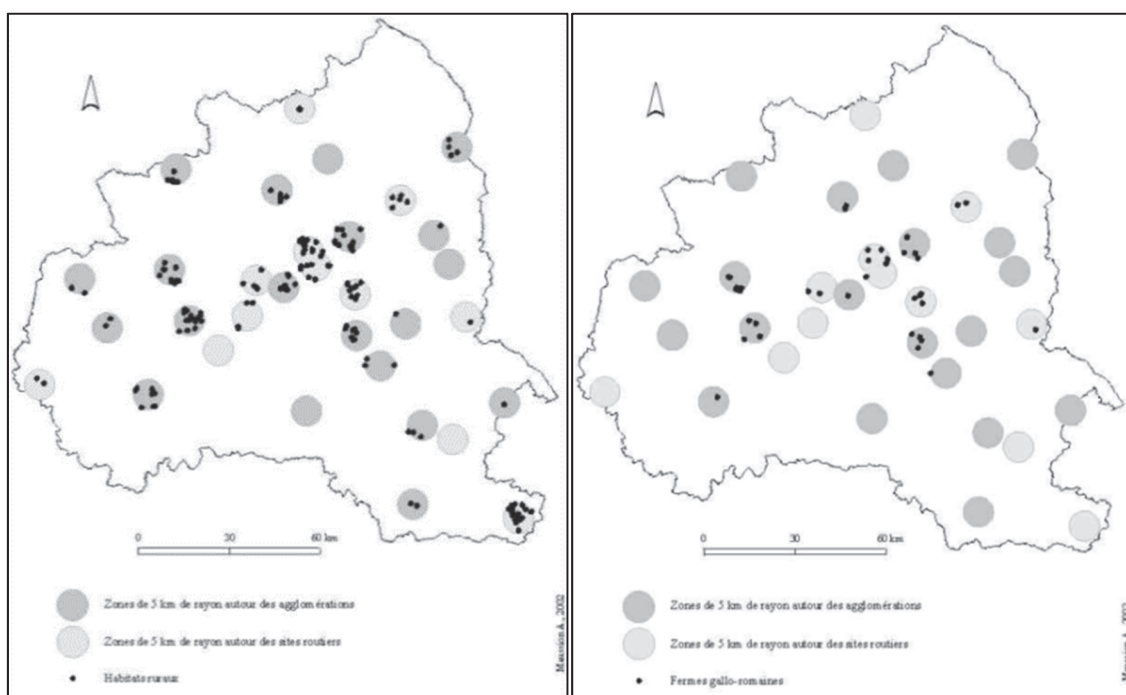 0 30 60 km
Zones de 5 km de rayon autour des agglomérations
Zones de 5 km de rayon autour des sites routiers
Habitats ruraux
0 30 60 km
Zones de 5 km de rayon autour des agglomérations
Zones de 5 km de rayon autour des sites routiers
Fermes gallo-romaines